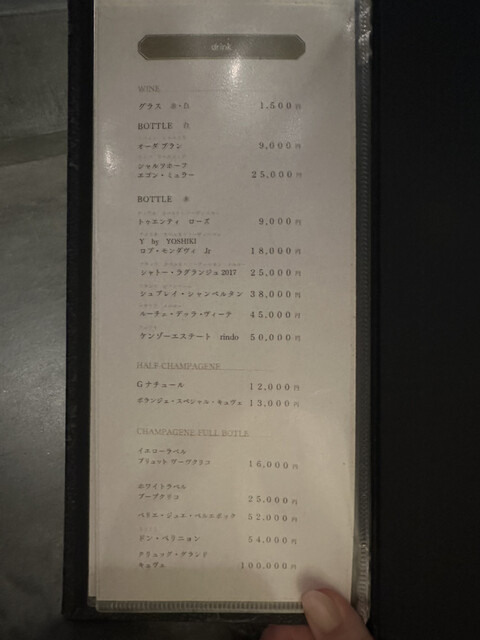 drink
WINE
グラス 赤・白 1,500円
BOTTLE 白
オーダ ブラン 9,000円
シャルツホーフ
エゴン・ミュラー 25,000円
BOTTLE 赤
トゥエンティ ローズ 9,000円
Y by YOSHIKI
コブ・モンダヴィ Jr 18,000円
シャトー・ラグランジュ2017 25,000円
ジュブレイ・シャンベルタン 38,000円
ルーチェ・デッラ・ヴィーテ 45,000円
ケンゾーエステート rindo 50,000円
HALF-CHAMPAGENE
Gナチュール 12,000円
ボランジェ・スペシャル・キュヴェ 13,000円
CHAMPAGENE FULL BOTLE
イエローラベル
ブリュット ブーヴクリコ 16,000円
ホワイトラベル
ブーブクリコ 25,000円
ペリエ・ジュエ・ベルエポック 52,000円
ドン・ペリニョン 54,000円
クリュッグ・グランド
キュヴェ 100,000円